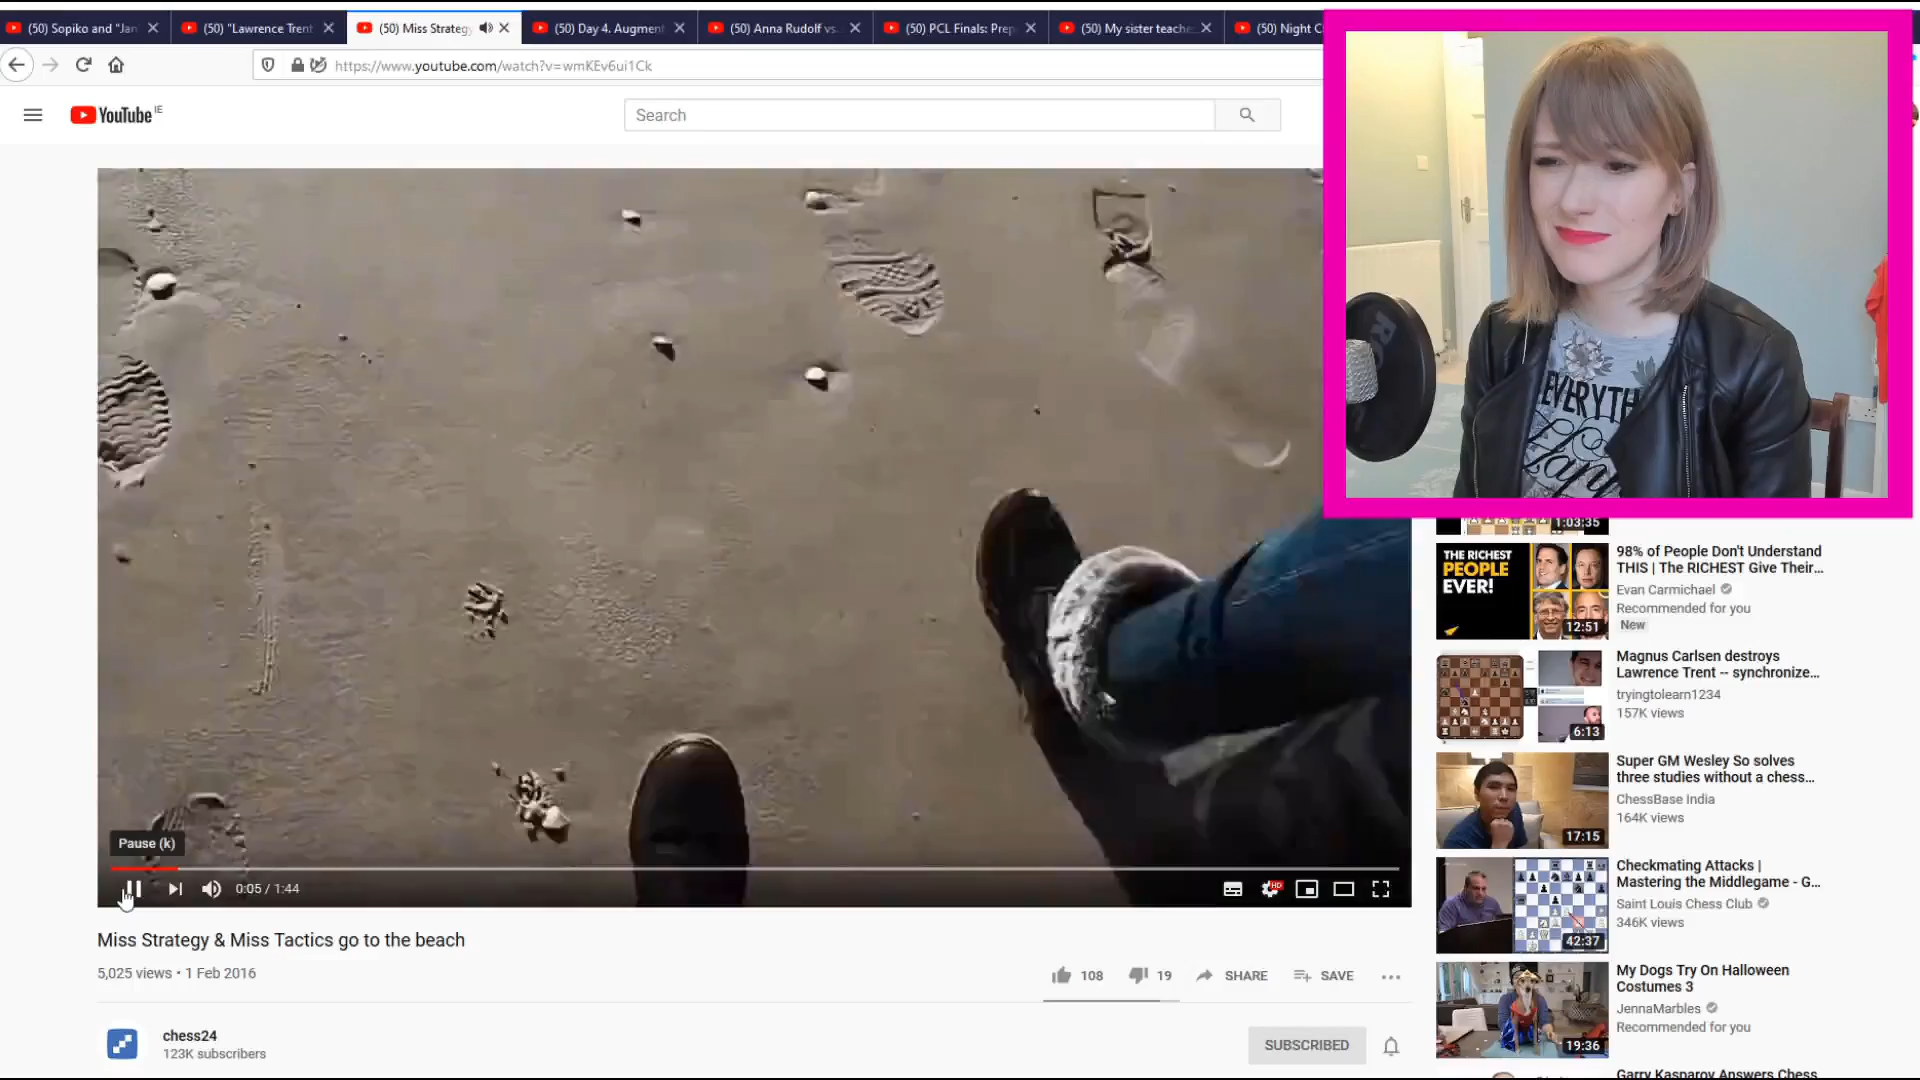 (50) Sopiko and "Jan
(50) "Lawrence Trent
(50) Miss Strategy
(50) Day 4. Augment
(50) Anna Rudolf vs.
(50) PCL Finals: Prep
(50) My sister teache
(50) Night C
https://www.youtube.com/watch?v=wmKEv6ui1Ck
YouTube IE
Search
EVERYTH
1:03:35
THE RICHEST
PEOPLE
EVER!
12:51
98% of People Don't Understand
THIS | The RICHEST Give Their...
Evan Carmichael
Recommended for you
New
Magnus Carlsen destroys
Lawrence Trent -- synchronize...
tryingtolearn1234
157K views
6:13
Super GM Wesley So solves
three studies without a chess...
ChessBase India
164K views
17:15
Checkmating Attacks |
Mastering the Middlegame - G...
Saint Louis Chess Club
346K views
42:37
My Dogs Try On Halloween
Costumes 3
JennaMarbles
Recommended for you
19:36
Garry Kasparov Answers Chess
Pause (k)
0:05 / 1:44
HD
Miss Strategy & Miss Tactics go to the beach
5,025 views • 1 Feb 2016
108
19
SHARE
SAVE
chess24
123K subscribers
SUBSCRIBED